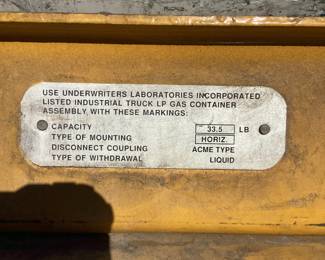 USE UNDERWRITERS LABORATORIES INCORPORATED
LISTED INDUSTRIAL TRUCK LP GAS CONTAINER
ASSEMBLY WITH THESE MARKINGS:
CAPACITY 33.5 LB
TYPE OF MOUNTING HORIZ.
DISCONNECT COUPLING ACME TYPE
TYPE OF WITHDRAWAL LIQUID